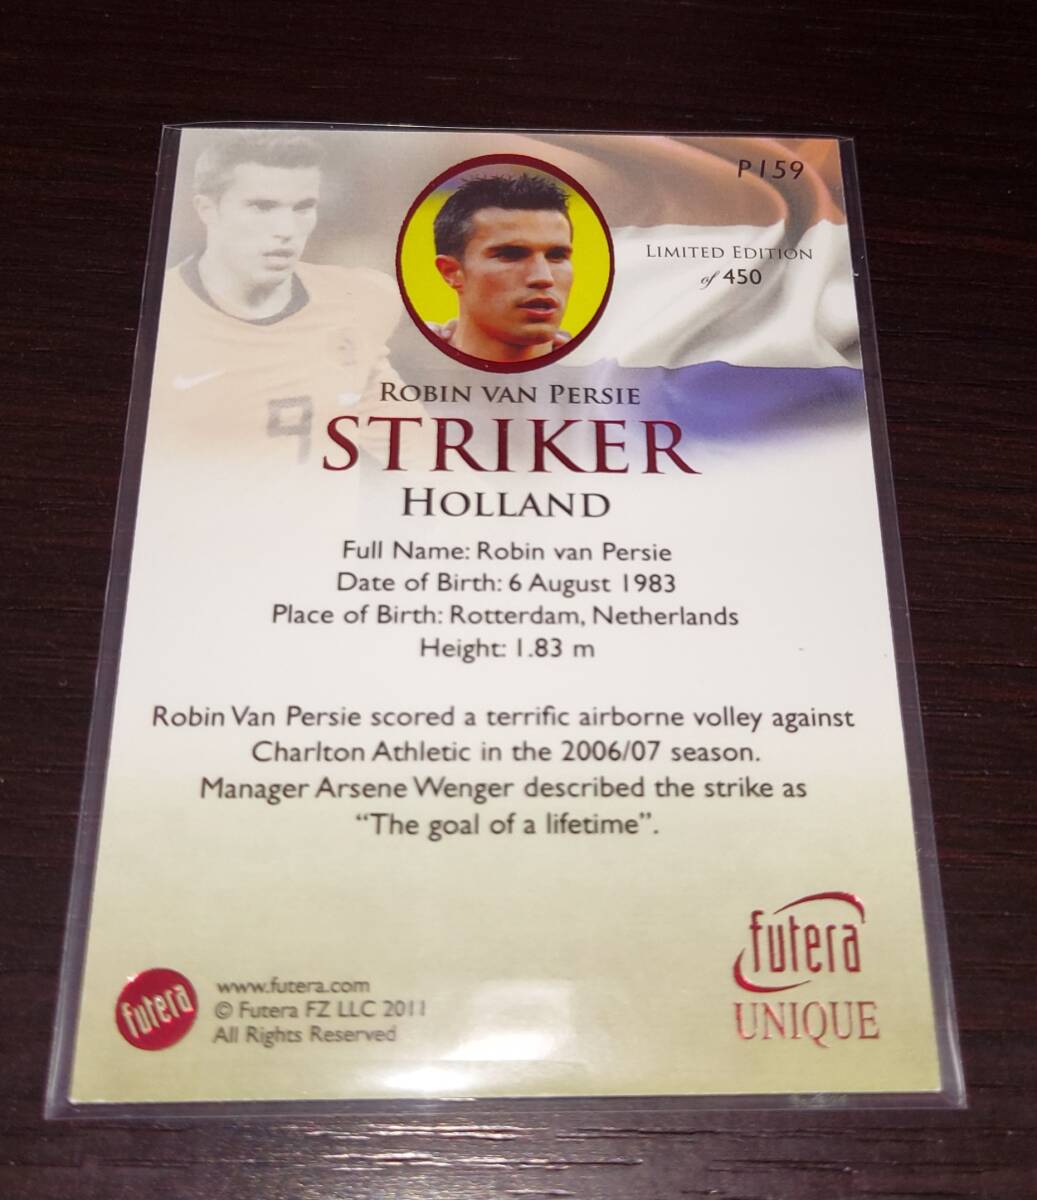 P159
LIMITED EDITION
of 450
9
ROBIN VAN PERSIE
STRIKER
HOLLAND
Full Name: Robin van Persie
Date of Birth: 6 August 1983
Place of Birth: Rotterdam, Netherlands
Height: 1.83 m
Robin Van Persie scored a terrific airborne volley against
Charlton Athletic in the 2006/07 season.
Manager Arsene Wenger described the strike as
“The goal of a lifetime”.
futera
UNIQUE
futera
www.futera.com
© Futera FZ LLC 2011
All Rights Reserved